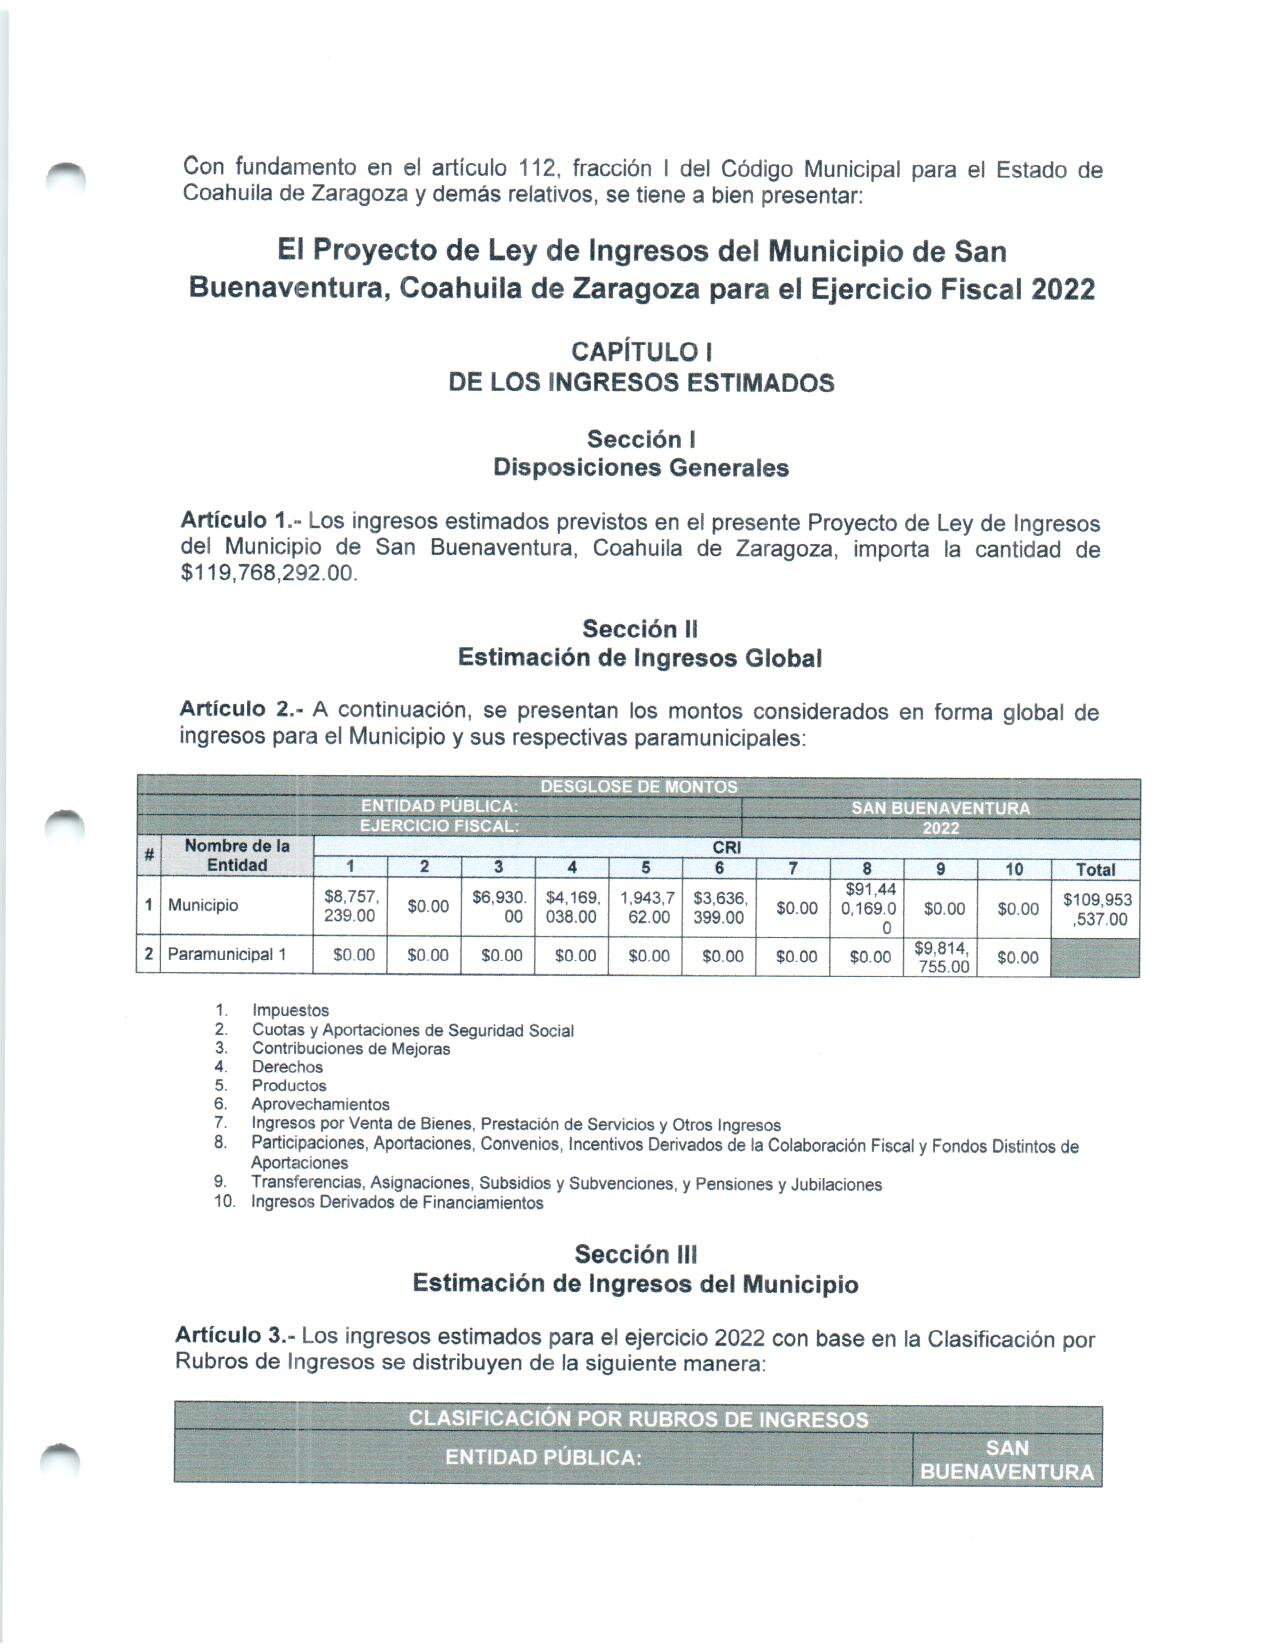 Con fundamento en el artículo 112, fracción I del Código Municipal para el Estado de
Coahuila de Zaragoza y demás relativos, se tiene a bien presentar:
El Proyecto de Ley de Ingresos del Municipio de San
Buenaventura, Coahuila de Zaragoza para el Ejercicio Fiscal 2022
CAPÍTULO I
DE LOS INGRESOS ESTIMADOS
Sección I
Disposiciones Generales
Artículo 1.- Los ingresos estimados previstos en el presente Proyecto de Ley de Ingresos
del Municipio de San Buenaventura, Coahuila de Zaragoza, importa la cantidad de
$119,768,292.00.
Sección II
Estimación de Ingresos Global
Artículo 2.- A continuación, se presentan los montos considerados en forma global de
ingresos para el Municipio y sus respectivas paramunicipales:
DESGLOSE DE MONTOS
ENTIDAD PÚBLICA: SAN BUENAVENTURA
EJERCICIO FISCAL: 2022
# Nombre de la Entidad CRI
1 2 3 4 5 6 7 8 9 10 Total
1 Municipio $8,757,239.00 $0.00 $6,930.00 $4,169,038.00 1,943,762.00 $3,636,399.00 $0.00 $91,440,169.00 $0.00 $0.00 $109,953,537.00
2 Paramunicipal 1 $0.00 $0.00 $0.00 $0.00 $0.00 $0.00 $0.00 $0.00 $9,814,755.00 $0.00
1. Impuestos
2. Cuotas y Aportaciones de Seguridad Social
3. Contribuciones de Mejoras
4. Derechos
5. Productos
6. Aprovechamientos
7. Ingresos por Venta de Bienes, Prestación de Servicios y Otros Ingresos
8. Participaciones, Aportaciones, Convenios, Incentivos Derivados de la Colaboración Fiscal y Fondos Distintos de
Aportaciones
9. Transferencias, Asignaciones, Subsidios y Subvenciones, y Pensiones y Jubilaciones
10. Ingresos Derivados de Financiamientos
Sección III
Estimación de Ingresos del Municipio
Artículo 3.- Los ingresos estimados para el ejercicio 2022 con base en la Clasificación por
Rubros de Ingresos se distribuyen de la siguiente manera:
CLASIFICACIÓN POR RUBROS DE INGRESOS
ENTIDAD PÚBLICA: SAN
BUENAVENTURA